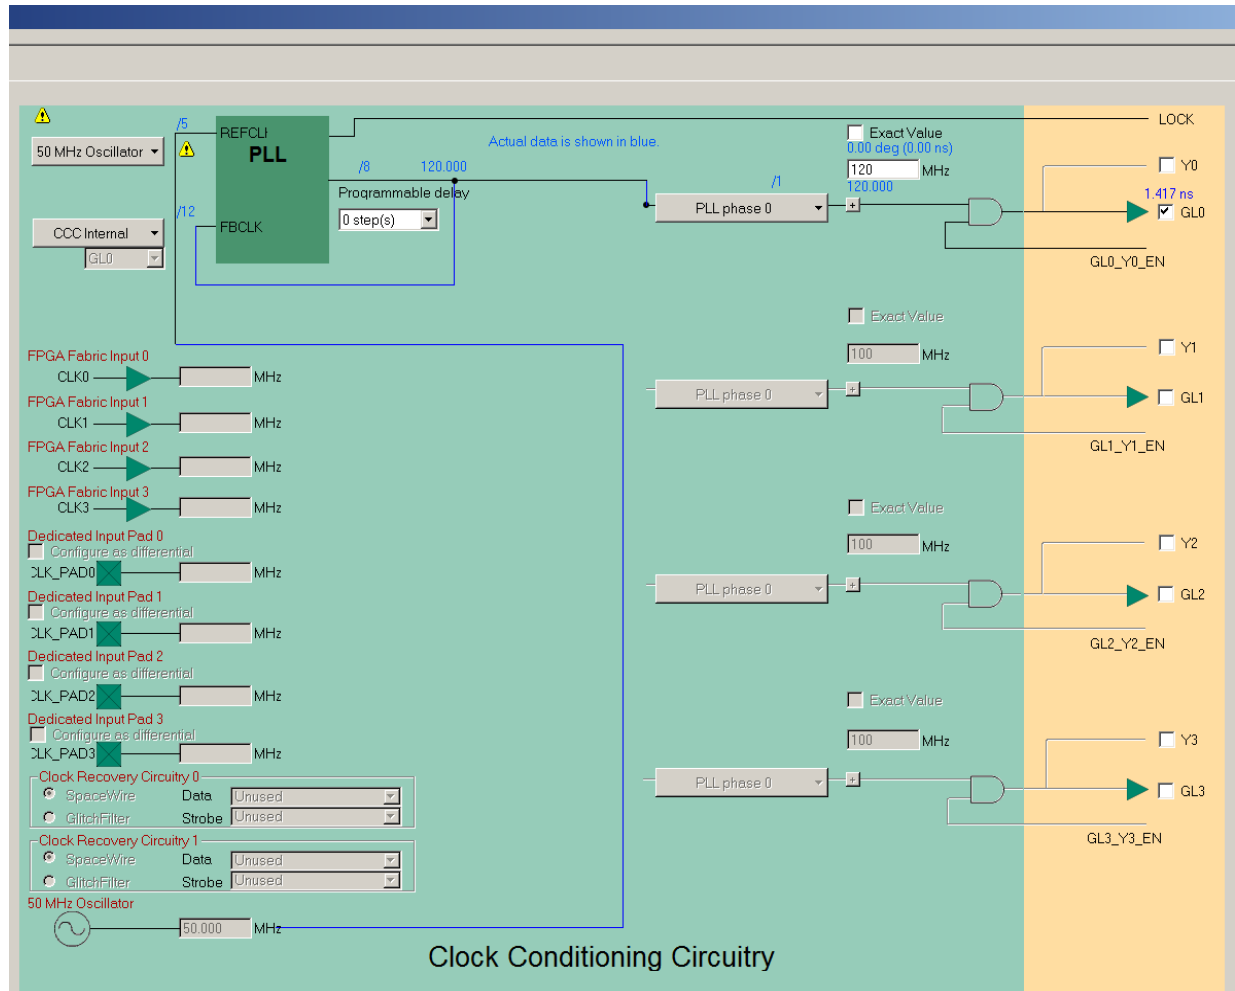 LOCK
/5
REFCLK
Exact Value
50 MHz Oscillator
PLL
Actual data is shown in blue.
0.00 deg (0.00 ns)
/8 120.000
120 MHz
Y0
Programmable delay
/1
120.000
1.417 ns
/12
0 step(s)
PLL phase 0
+
GL0
FBCLK
CCC Internal
GL0
GL0_Y0_EN
Exact Value
FPGA Fabric Input 0
100 MHz
Y1
CLK0 MHz
PLL phase 0
+
GL1
FPGA Fabric Input 1
CLK1 MHz
GL1_Y1_EN
FPGA Fabric Input 2
CLK2 MHz
FPGA Fabric Input 3
CLK3 MHz
Exact Value
Dedicated Input Pad 0
Configure as differential
100 MHz
Y2
CLK_PAD0 MHz
PLL phase 0
+
GL2
Dedicated Input Pad 1
Configure as differential
CLK_PAD1 MHz
GL2_Y2_EN
Dedicated Input Pad 2
Configure as differential
CLK_PAD2 MHz
Exact Value
Dedicated Input Pad 3
Configure as differential
100 MHz
Y3
CLK_PAD3 MHz
Clock Recovery Circuitry 0
PLL phase 0
+
GL3
SpaceWire Data Unused
GlitchFilter Strobe Unused
Clock Recovery Circuitry 1
GL3_Y3_EN
SpaceWire Data Unused
GlitchFilter Strobe Unused
50 MHz Oscillator
50.000 MHz
Clock Conditioning Circuitry